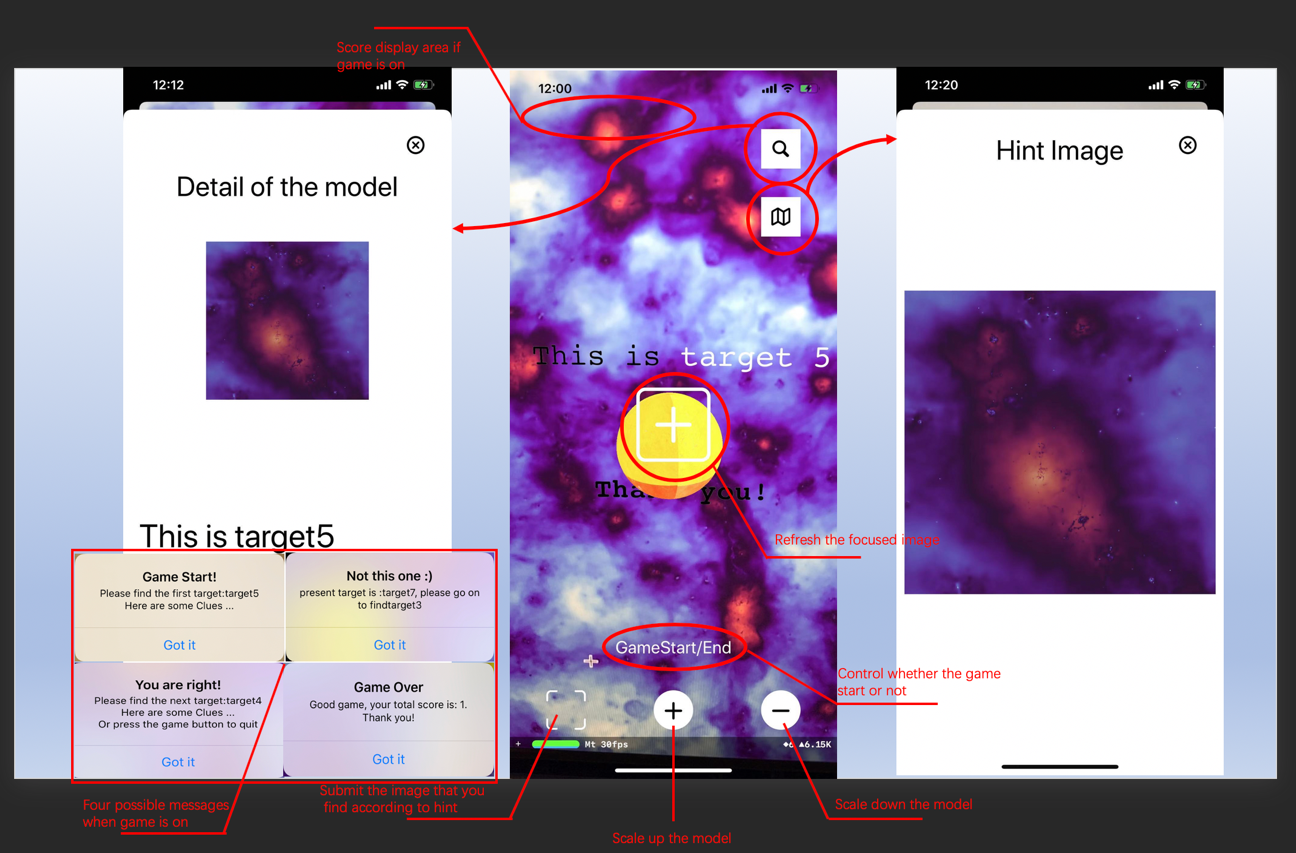 Score display area if
game is on
12:12
Detail of the model
This is target5
Game Start!
Please find the first target:target5
Here are some Clues ...
Got it
Not this one :)
present target is :target7, please go on
to findtarget3
Got it
You are right!
Please find the next target:target4
Here are some Clues ...
Or press the game button to quit
Got it
Game Over
Good game, your total score is: 1.
Thank you!
Got it
Four possible messages
when game is on
12:00
This is target 5
you!
Refresh the focused image
GameStart/End
Control whether the game
start or not
Mt 30fps
▲6.15K
Submit the image that you
find according to hint
Scale up the model
Scale down the model
12:20
Hint Image